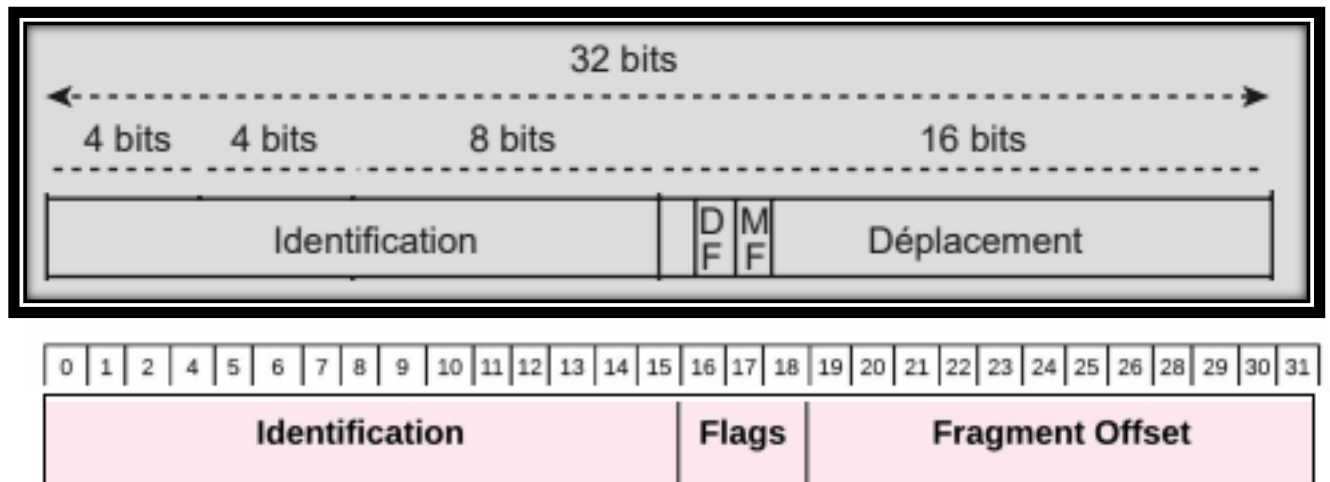 32 bits
4 bits 4 bits 8 bits 16 bits
Identification DF MF Déplacement
0 1 2 4 5 6 7 8 9 10 11 12 13 14 15 16 17 18 19 20 21 22 23 24 25 26 28 29 30 31
Identification Flags Fragment Offset